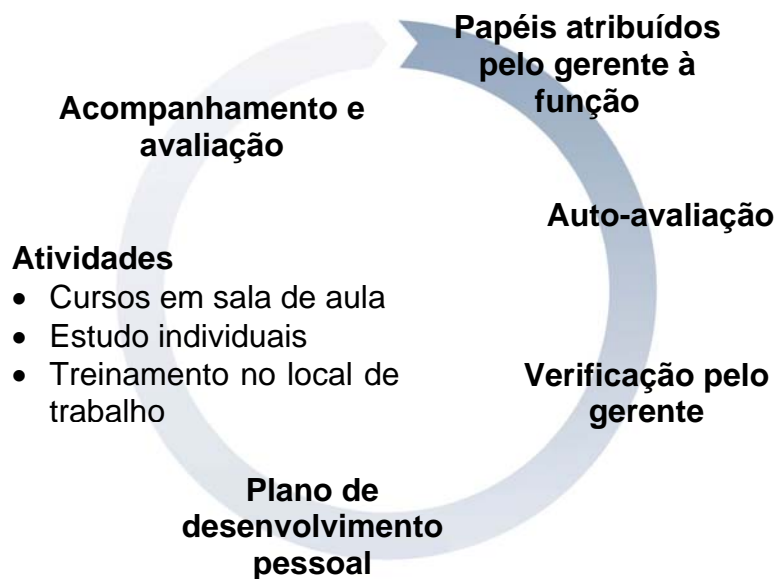 Papéis atribuídos
pelo gerente à
função
Auto-avaliação
Verificação pelo
gerente
Plano de
desenvolvimento
pessoal
Atividades
• Cursos em sala de aula
• Estudo individuais
• Treinamento no local de
trabalho
Acompanhamento e
avaliação